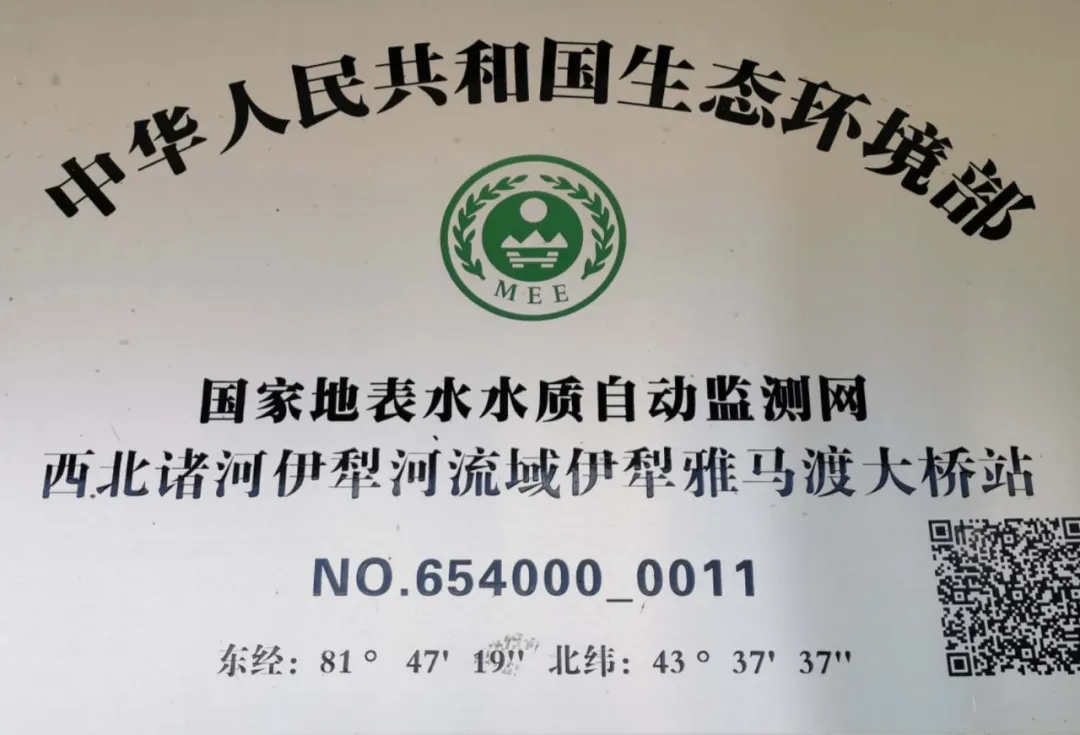 中华人民共和国生态环境部
MEE
国家地表水水质自动监测网
西北诸河伊犁河流域伊犁雅马渡大桥站
NO.654000_0011
东经：81° 47' 19'' 北纬：43° 37' 37''